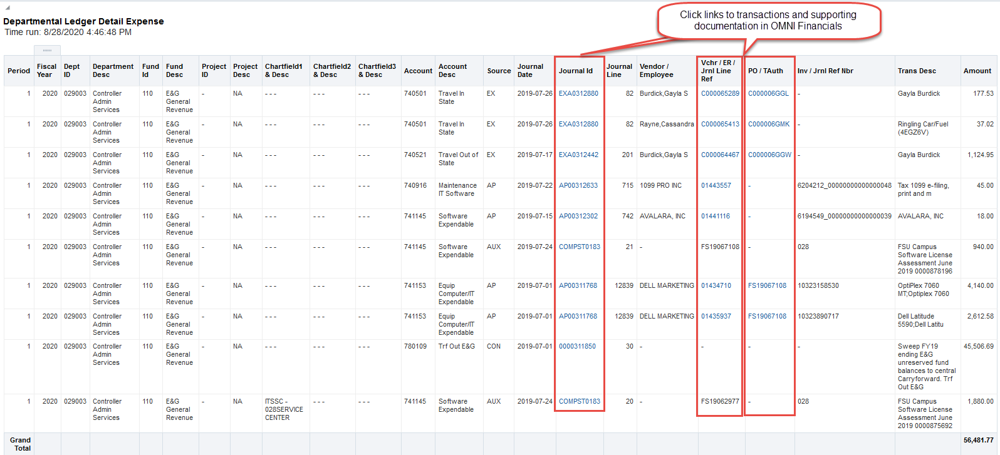 Click links to transactions and supporting
documentation in OMNI Financials
Departmental Ledger Detail Expense
Time run: 8/28/2020 4:46:48 PM
Period Fiscal Year Dept ID Department Desc Fund Id Fund Desc Project ID Project Desc Chartfield1 & Desc Chartfield2 & Desc Chartfield3 & Desc Account Account Desc Source Journal Date Journal Id Journal Line Vendor / Employee Vchr / ER / Jrnl Line Ref PO / TAuth Inv / Jrnl Ref Nbr Trans Desc Amount
1 2020 029003 Controller Admin Services 110 E&G General Revenue - NA - - - - - - - - - 740501 Travel In State EX 2019-07-26 EXA0312880 82 Burdick,Gayla S C000065289 C000006GGL - Gayla Burdick 177.53
1 2020 029003 Controller Admin Services 110 E&G General Revenue - NA - - - - - - - - - 740501 Travel In State EX 2019-07-26 EXA0312880 82 Rayne,Cassandra C000065413 C000006GMK - Ringling Car/Fuel (4EGZ6V) 37.02
1 2020 029003 Controller Admin Services 110 E&G General Revenue - NA - - - - - - - - - 740521 Travel Out of State EX 2019-07-17 EXA0312442 201 Burdick,Gayla S C000064467 C000006GGW - Gayla Burdick 1,124.95
1 2020 029003 Controller Admin Services 110 E&G General Revenue - NA - - - - - - - - - 740916 Maintenance IT Software AP 2019-07-22 AP00312633 715 1099 PRO INC 01443557 - 6204212_00000000000000048 Tax 1099 e-filing, print and m 45.00
1 2020 029003 Controller Admin Services 110 E&G General Revenue - NA - - - - - - - - - 741145 Software Expendable AP 2019-07-15 AP00312302 742 AVALARA, INC 01441116 - 6194549_00000000000000039 AVALARA, INC 18.00
1 2020 029003 Controller Admin Services 110 E&G General Revenue - NA - - - - - - - - - 741145 Software Expendable AUX 2019-07-24 COMPST0183 21 - FS19067108 - 028 FSU Campus Software License Assessment June 2019 0000878196 940.00
1 2020 029003 Controller Admin Services 110 E&G General Revenue - NA - - - - - - - - - 741153 Equip Computer/IT Expendable AP 2019-07-01 AP00311768 12839 DELL MARKETING 01434710 FS19067108 10323158530 OptiPlex 7060 MT;Optiplex 7060 4,140.00
1 2020 029003 Controller Admin Services 110 E&G General Revenue - NA - - - - - - - - - 741153 Equip Computer/IT Expendable AP 2019-07-01 AP00311768 12839 DELL MARKETING 01435937 FS19067108 10323890717 Dell Latitude 5590;Dell Latitu 2,612.58
1 2020 029003 Controller Admin Services 110 E&G General Revenue - NA - - - - - - - - - 780109 Trf Out E&G CON 2019-07-01 0000311850 30 - - - - Sweep FY19 ending E&G unreserved fund balances to central Carryforward. Trf Out E&G 45,506.69
1 2020 029003 Controller Admin Services 110 E&G General Revenue - NA ITSSC - 028SERVICE CENTER - - - - - - 741145 Software Expendable AUX 2019-07-24 COMPST0183 20 - FS19062977 - 028 FSU Campus Software License Assessment June 2019 0000875692 1,880.00
Grand Total 56,481.77